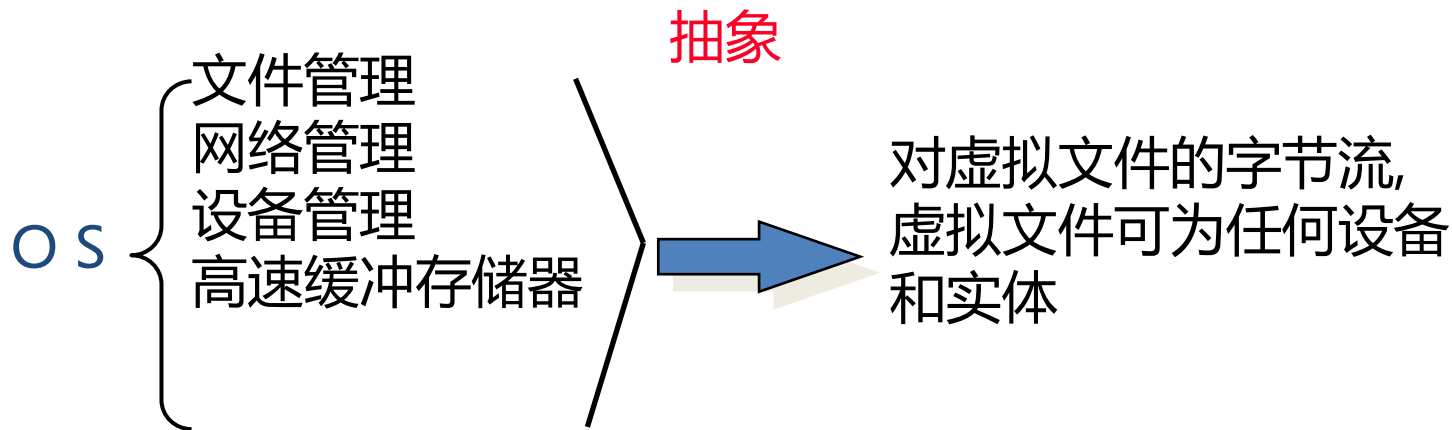 抽象
文件管理
网络管理
设备管理
高速缓冲存储器
O S
对虚拟文件的字节流,
虚拟文件可为任何设备
和实体